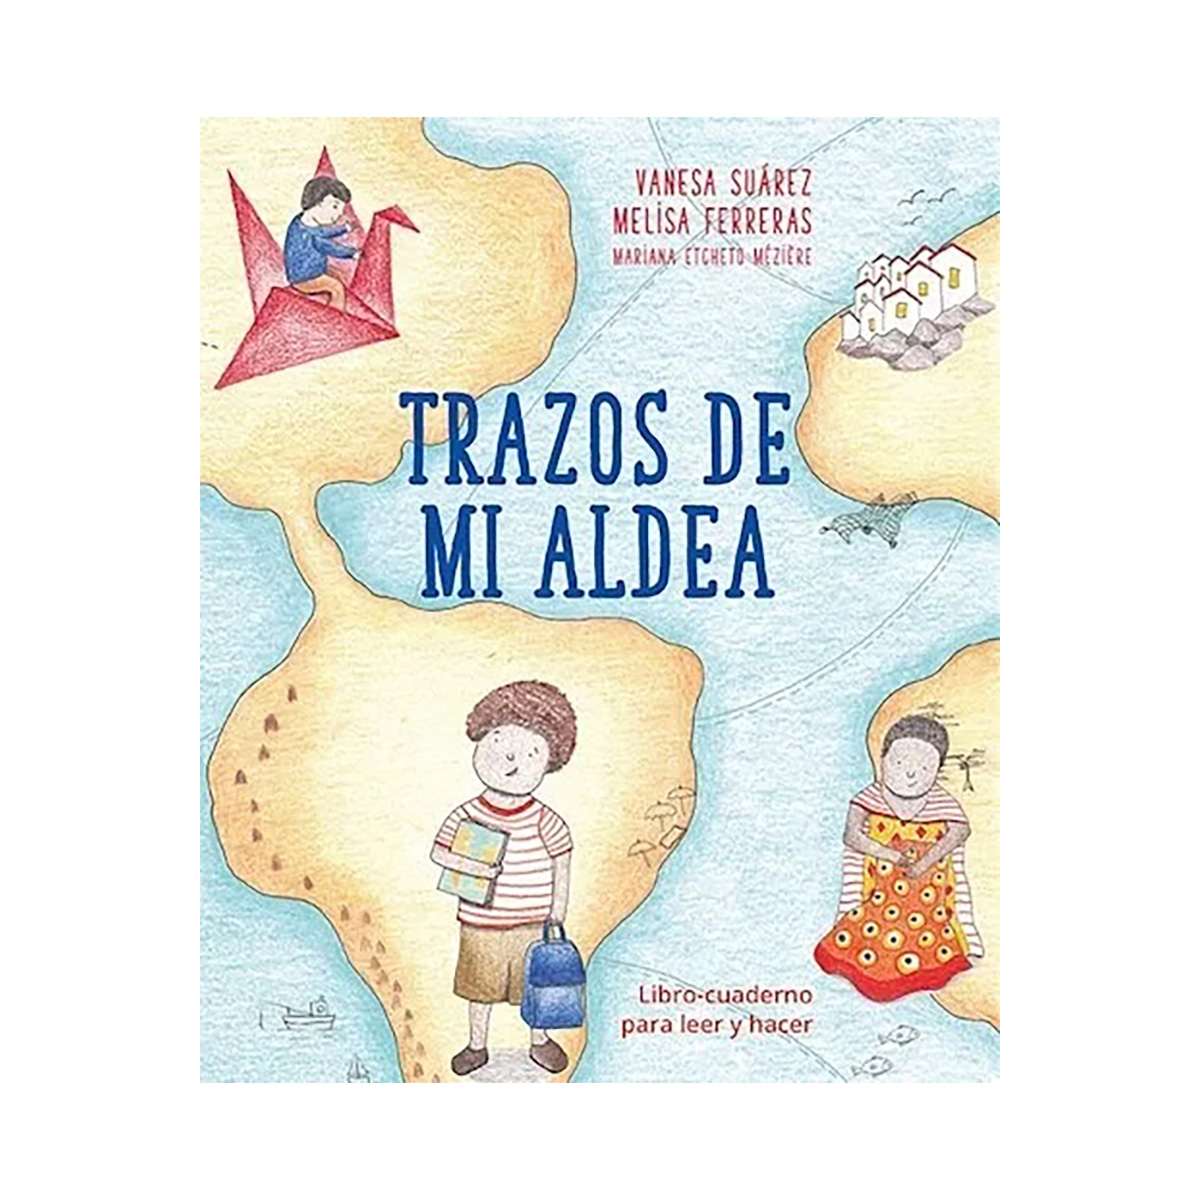 VANESA SUÁREZ
MELISA FERRERAS
MARIANA ETCHETO MÉZIÈRE
TRAZOS DE
MI ALDEA
Libro-cuaderno
para leer y hacer